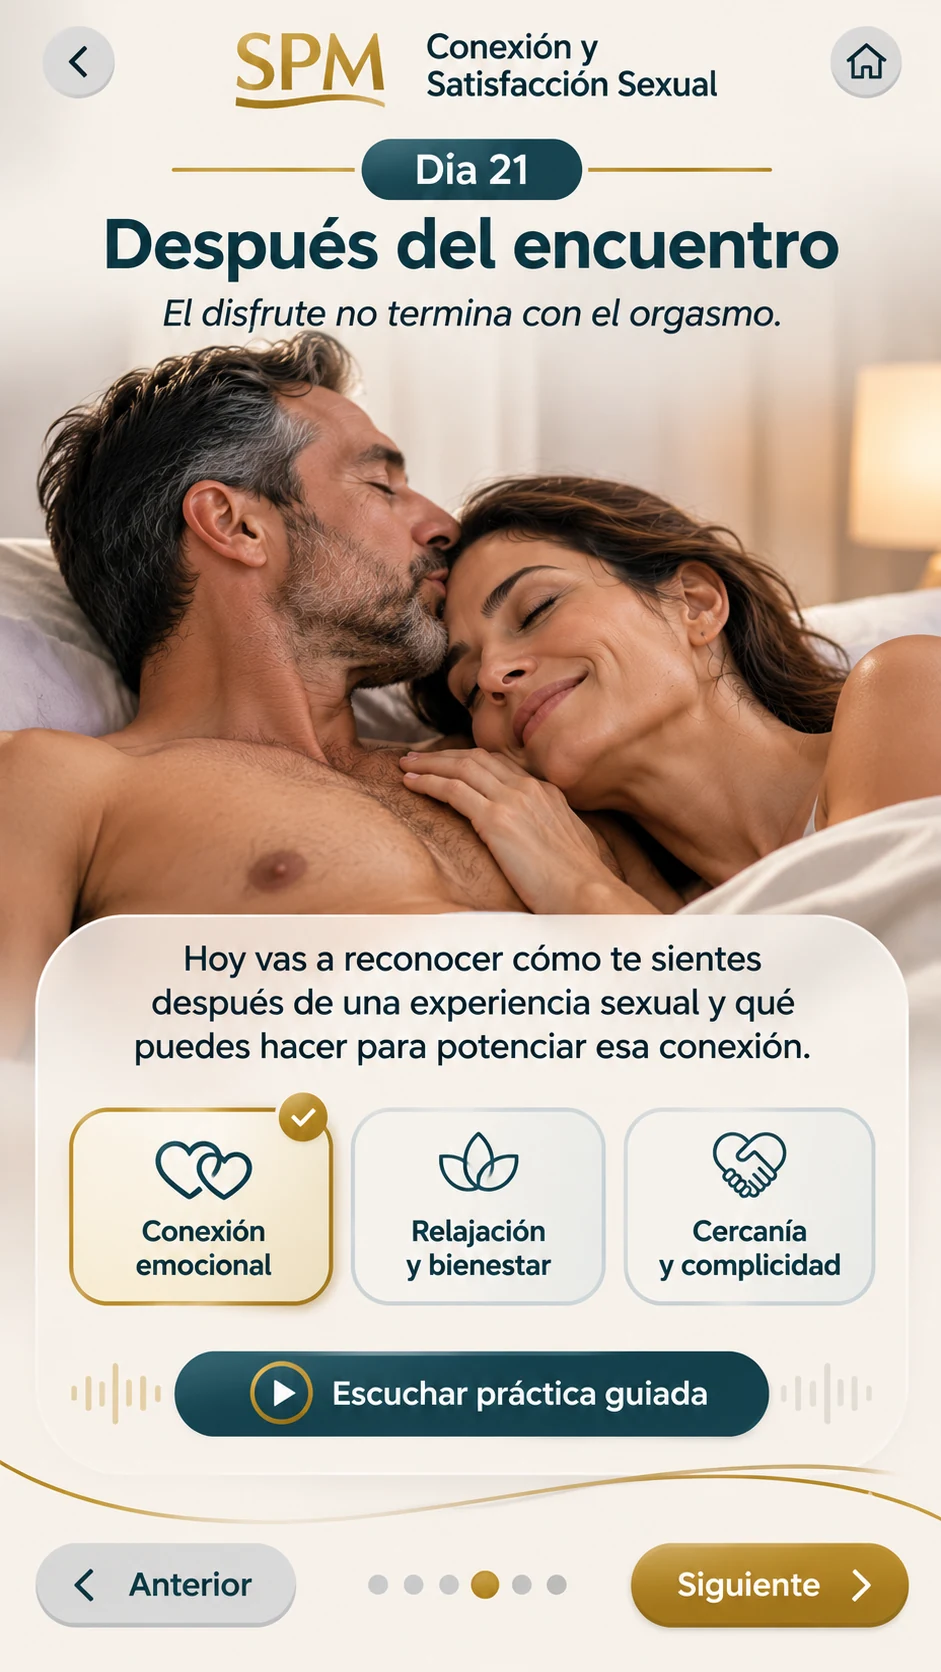 SPM
Conexión y
Satisfacción Sexual
Dia 21
Después del encuentro
El disfrute no termina con el orgasmo.
Hoy vas a reconocer cómo te sientes
después de una experiencia sexual y qué
puedes hacer para potenciar esa conexión.
Conexión
emocional
Relajación
y bienestar
Cercanía
y complicidad
Escuchar práctica guiada
Anterior
Siguiente